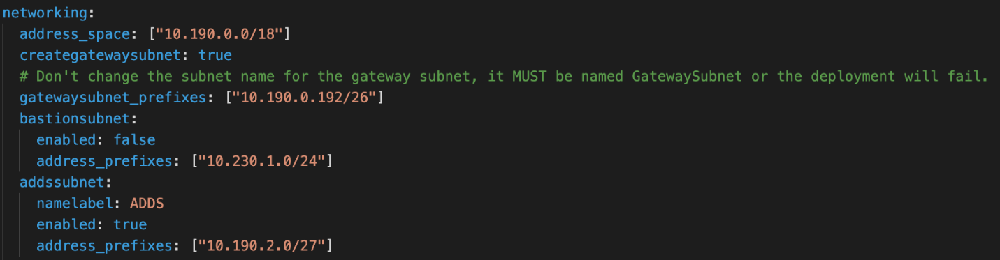 networking:
address_space: ["10.190.0.0/18"]
creategatewaysubnet: true
# Don't change the subnet name for the gateway subnet, it MUST be named GatewaySubnet or the deployment will fail.
gatewaysubnet_prefixes: ["10.190.0.192/26"]
bastionsubnet:
enabled: false
address_prefixes: ["10.230.1.0/24"]
addssubnet:
namelabel: ADDS
enabled: true
address_prefixes: ["10.190.2.0/27"]